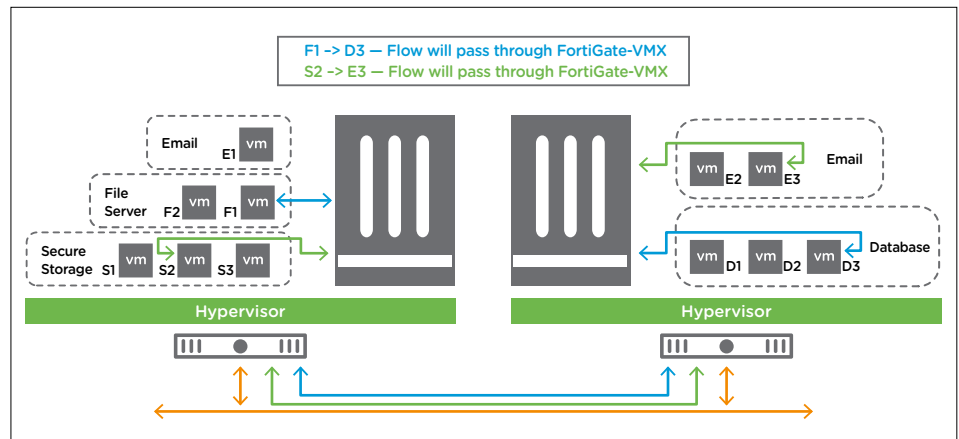 F1 –> D3 — Flow will pass through FortiGate-VMX
S2 –> E3 — Flow will pass through FortiGate-VMX
Email
E1
vm
File
Server
F2
vm
F1
vm
Secure
Storage
S1
vm
S2
vm
S3
vm
Hypervisor
vm
E2
vm
E3
Email
vm
D1
vm
D2
vm
D3
Database
Hypervisor